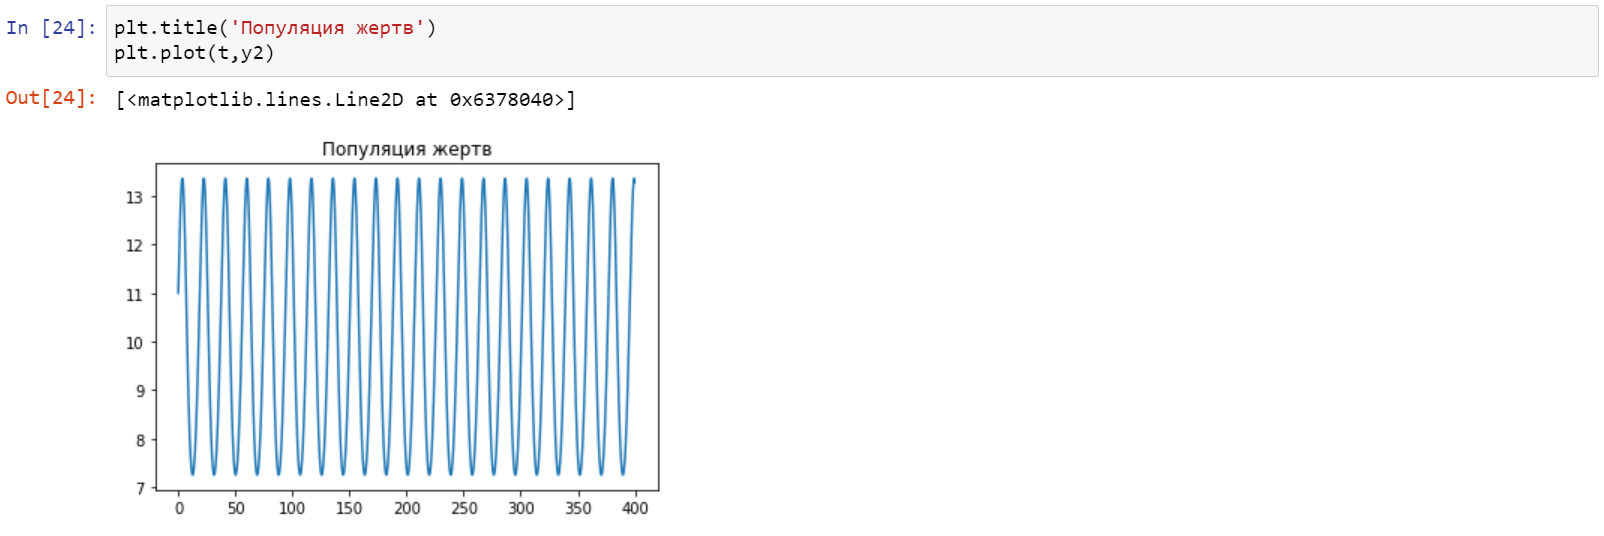 In [24]: plt.title('Популяция жертв')
plt.plot(t,y2)
Out[24]: [<matplotlib.lines.Line2D at 0x6378040>]
Популяция жертв
13
12
11
10
9
8
7
0 50 100 150 200 250 300 350 400